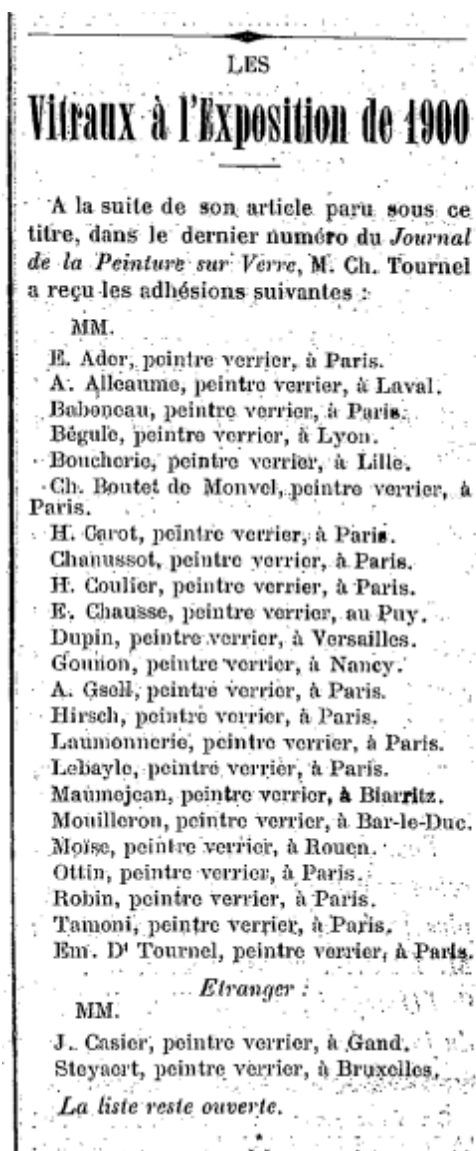 LES
Vitraux à l'Exposition de 1900
A la suite de son article paru sous ce
titre, dans le dernier numéro du Journal
de la Peinture sur Verre, M. Ch. Tournel
a reçu les adhésions suivantes :
MM.
E. Ader, peintre verrier, à Paris.
A. Alleaume, peintre verrier, à Laval.
Baboneau, peintre verrier, à Paris.
Bégule, peintre verrier, à Lyon.
Boucherie, peintre verrier, à Lille.
Ch. Boutet de Monvel, peintre verrier, à
Paris.
H. Carot, peintre verrier, à Paris.
Chanussot, peintre verrier, à Paris.
H. Coulier, peintre verrier, à Paris.
E. Chausse, peintre verrier, au Puy.
Dupin, peintre verrier, à Versailles.
Gounon, peintre verrier, à Nancy.
A. Gsell, peintre verrier, à Paris.
Hirsch, peintre verrier, à Paris.
Laumonnerie, peintre verrier, à Paris.
Lebayle, peintre verrier, à Paris.
Maumejean, peintre verrier, à Biarritz.
Mouilleron, peintre verrier, à Bar-le-Duc.
Moïse, peintre verrier, à Rouen.
Ottin, peintre verrier, à Paris.
Robin, peintre verrier, à Paris.
Tamoni, peintre verrier, à Paris.
Em. Dl Tournel, peintre verrier, à Paris.
Etranger :
MM.
J. Casier, peintre verrier, à Gand.
Steyaert, peintre verrier, à Bruxelles.
La liste reste ouverte.